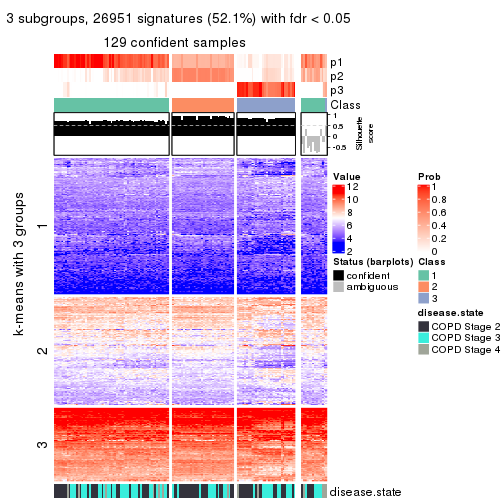 3 subgroups, 26951 signatures (52.1%) with fdr < 0.05
129 confident samples
p1
p2
p3
Class
1
0.5
0
-0.5
Silhouette
score
k-means with 3 groups
1
2
3
disease.state
Value
12
10
8
6
4
2
Prob
1
0.8
0.6
0.4
0.2
0
Status (barplots)
confident
ambiguous
Class
1
2
3
disease.state
COPD Stage 2
COPD Stage 3
COPD Stage 4